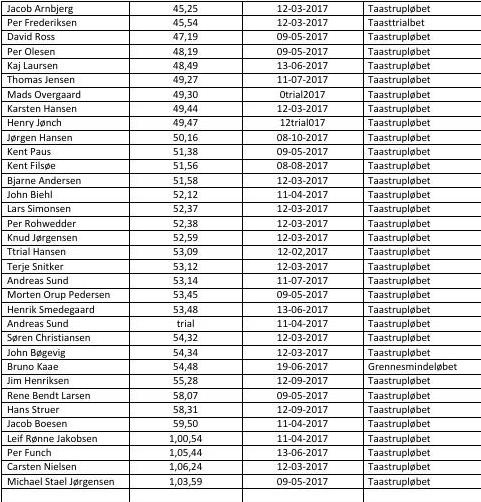 Jacob Arnbjerg 45,25 12-03-2017 Taastrupløbet
Per Frederiksen 45,54 12-03-2017 Taasttrialbet
David Ross 47,19 09-05-2017 Taastrupløbet
Per Olesen 48,19 09-05-2017 Taastrupløbet
Kaj Laursen 48,49 13-06-2017 Taastrupløbet
Thomas Jensen 49,27 11-07-2017 Taastrupløbet
Mads Overgaard 49,30 0trial2017 Taastrupløbet
Karsten Hansen 49,44 12-03-2017 Taastrupløbet
Henry Jønch 49,47 12trial017 Taastrupløbet
Jørgen Hansen 50,16 08-10-2017 Taastrupløbet
Kent Paus 51,38 09-05-2017 Taastrupløbet
Kent Filsøe 51,56 08-08-2017 Taastrupløbet
Bjarne Andersen 51,58 12-03-2017 Taastrupløbet
John Biehl 52,12 11-04-2017 Taastrupløbet
Lars Simonsen 52,37 12-03-2017 Taastrupløbet
Per Rohwedder 52,38 12-03-2017 Taastrupløbet
Knud Jørgensen 52,59 12-03-2017 Taastrupløbet
Ttrial Hansen 53,09 12-02,2017 Taastrupløbet
Terje Snitker 53,12 12-03-2017 Taastrupløbet
Andreas Sund 53,14 11-07-2017 Taastrupløbet
Morten Orup Pedersen 53,45 09-05-2017 Taastrupløbet
Henrik Smedegaard 53,48 13-06-2017 Taastrupløbet
Andreas Sund trial 11-04-2017 Taastrupløbet
Søren Christiansen 54,32 12-03-2017 Taastrupløbet
John Bøgevig 54,34 12-03-2017 Taastrupløbet
Bruno Kaae 54,48 19-06-2017 Grennesmindeløbet
Jim Henriksen 55,28 12-09-2017 Taastrupløbet
Rene Bendt Larsen 58,07 09-05-2017 Taastrupløbet
Hans Struer 58,31 12-09-2017 Taastrupløbet
Jacob Boesen 59,50 11-04-2017 Taastrupløbet
Leif Rønne Jakobsen 1,00,54 11-04-2017 Taastrupløbet
Per Funch 1,05,44 13-06-2017 Taastrupløbet
Carsten Nielsen 1,06,24 12-03-2017 Taastrupløbet
Michael Stael Jørgensen 1,03,59 09-05-2017 Taastrupløbet